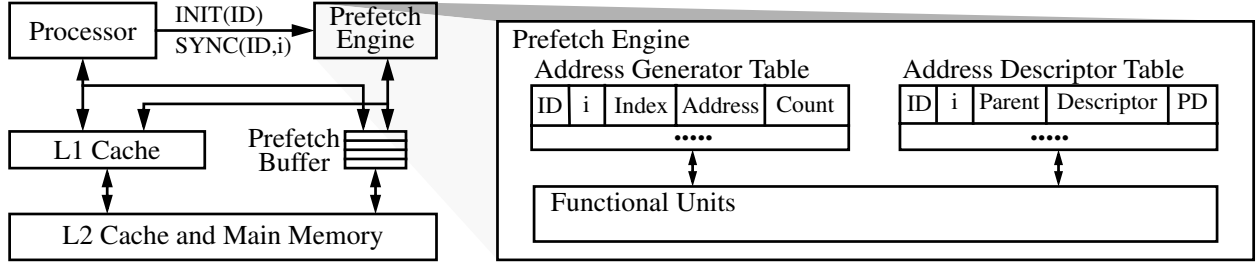 Processor
INIT(ID)
SYNC(ID,i)
Prefetch
Engine
L1 Cache
Prefetch
Buffer
L2 Cache and Main Memory
Prefetch Engine
Address Generator Table
ID i Index Address Count
•••••
Address Descriptor Table
ID i Parent Descriptor PD
•••••
Functional Units